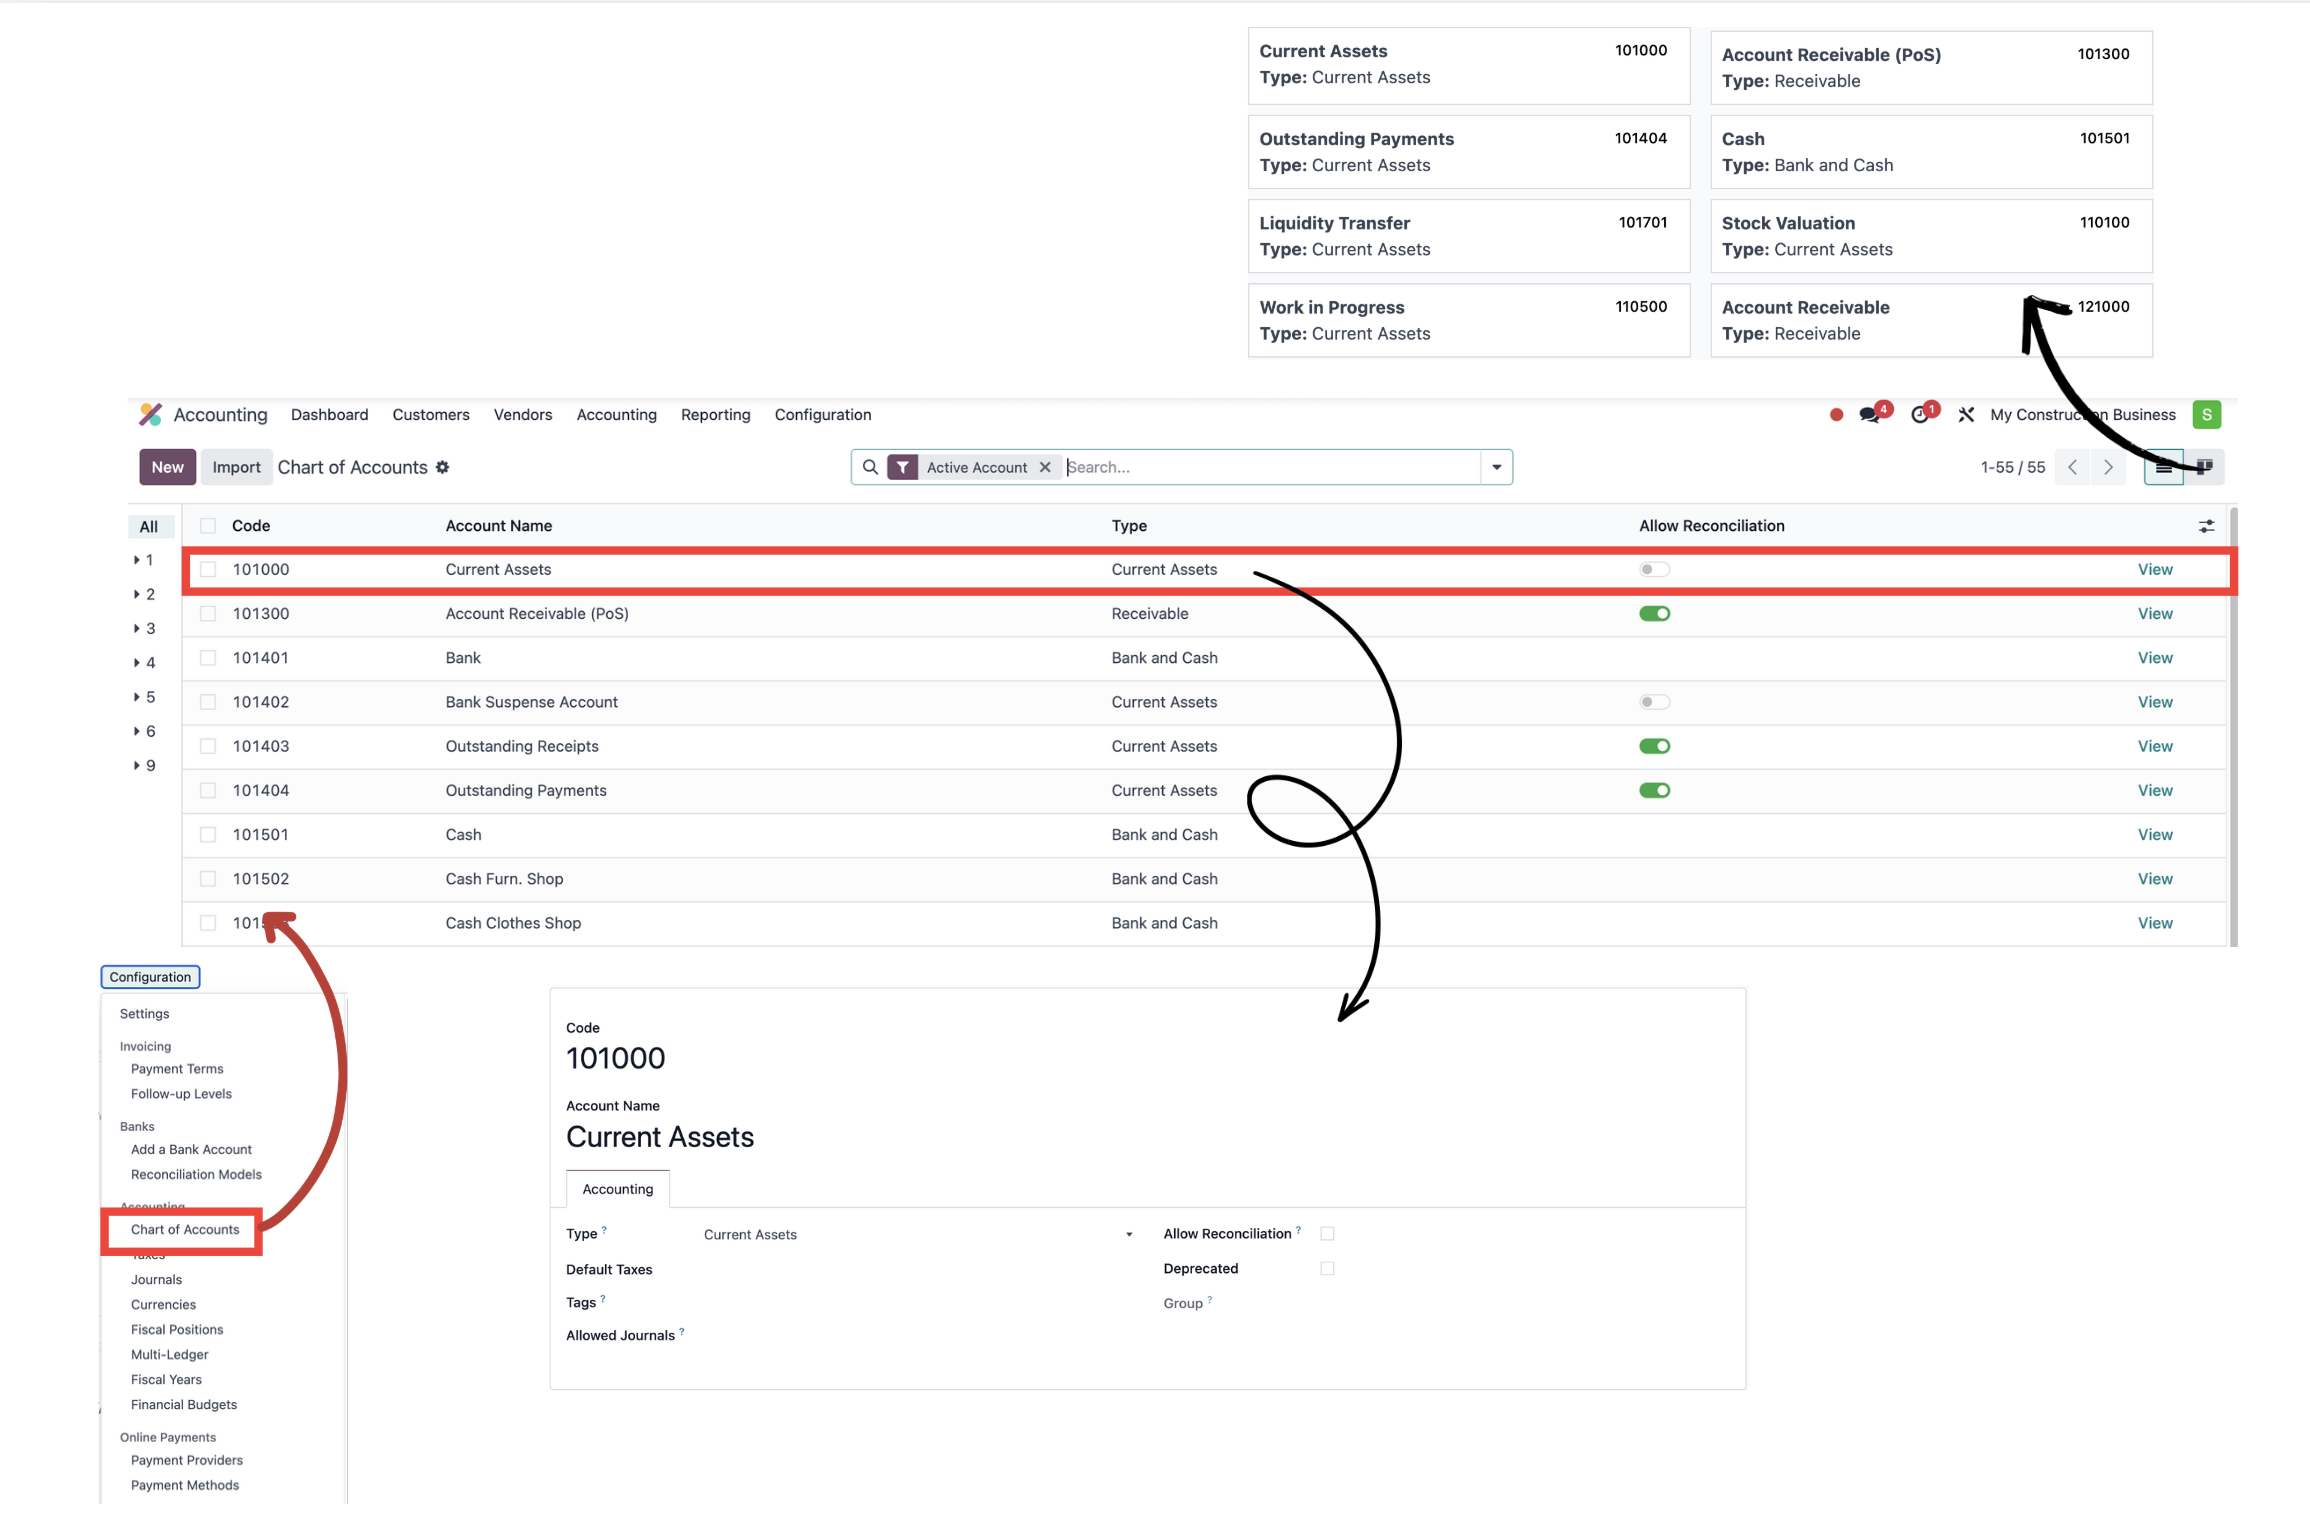 Current Assets 101000
Type: Current Assets
Account Receivable (PoS) 101300
Type: Receivable
Outstanding Payments 101404
Type: Current Assets
Cash 101501
Type: Bank and Cash
Liquidity Transfer 101701
Type: Current Assets
Stock Valuation 110100
Type: Current Assets
Work in Progress 110500
Type: Current Assets
Account Receivable 121000
Type: Receivable
Accounting Dashboard Customers Vendors Accounting Reporting Configuration 4 1 My Construction Business S
New Import Chart of Accounts Active Account Search... 1-55 / 55
All Code Account Name Type Allow Reconciliation
1
2
3
4
5
6
9
101000 Current Assets Current Assets View
101300 Account Receivable (PoS) Receivable View
101401 Bank Bank and Cash View
101402 Bank Suspense Account Current Assets View
101403 Outstanding Receipts Current Assets View
101404 Outstanding Payments Current Assets View
101501 Cash Bank and Cash View
101502 Cash Furn. Shop Bank and Cash View
Cash Clothes Shop Bank and Cash View
Configuration
Settings
Invoicing
Payment Terms
Follow-up Levels
Banks
Add a Bank Account
Reconciliation Models
Accounting
Chart of Accounts
Taxes
Journals
Currencies
Fiscal Positions
Multi-Ledger
Fiscal Years
Financial Budgets
Online Payments
Payment Providers
Payment Methods
Code
101000
Account Name
Current Assets
Accounting
Type ? Current Assets
Default Taxes
Tags ?
Allowed Journals ?
Allow Reconciliation ?
Deprecated
Group ?